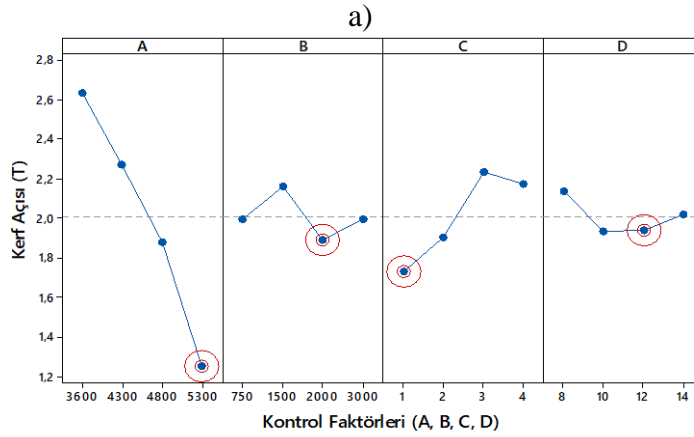 a)
A B C D
2,8
2,6
2,4
2,2
2,0
1,8
1,6
1,4
1,2
Kerf Açısı (T)
3600 4300 4800 5300 750 1500 2000 3000 1 2 3 4 8 10 12 14
Kontrol Faktörleri (A, B, C, D)